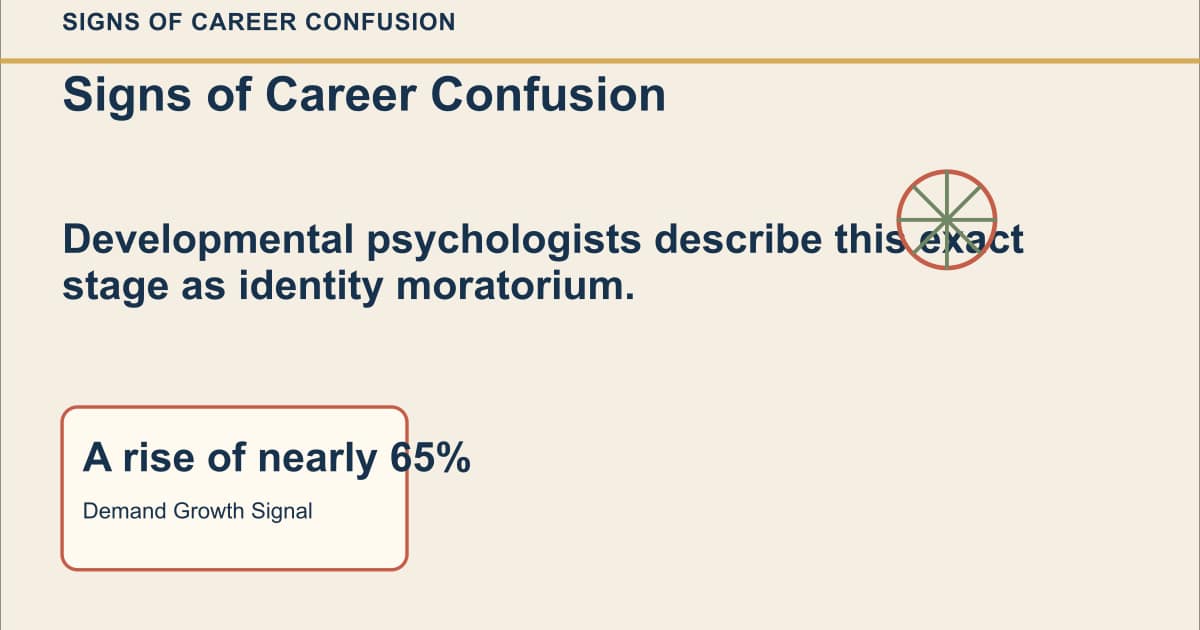 SIGNS OF CAREER CONFUSION
Signs of Career Confusion
Developmental psychologists describe this exact
stage as identity moratorium.
A rise of nearly 65%
Demand Growth Signal